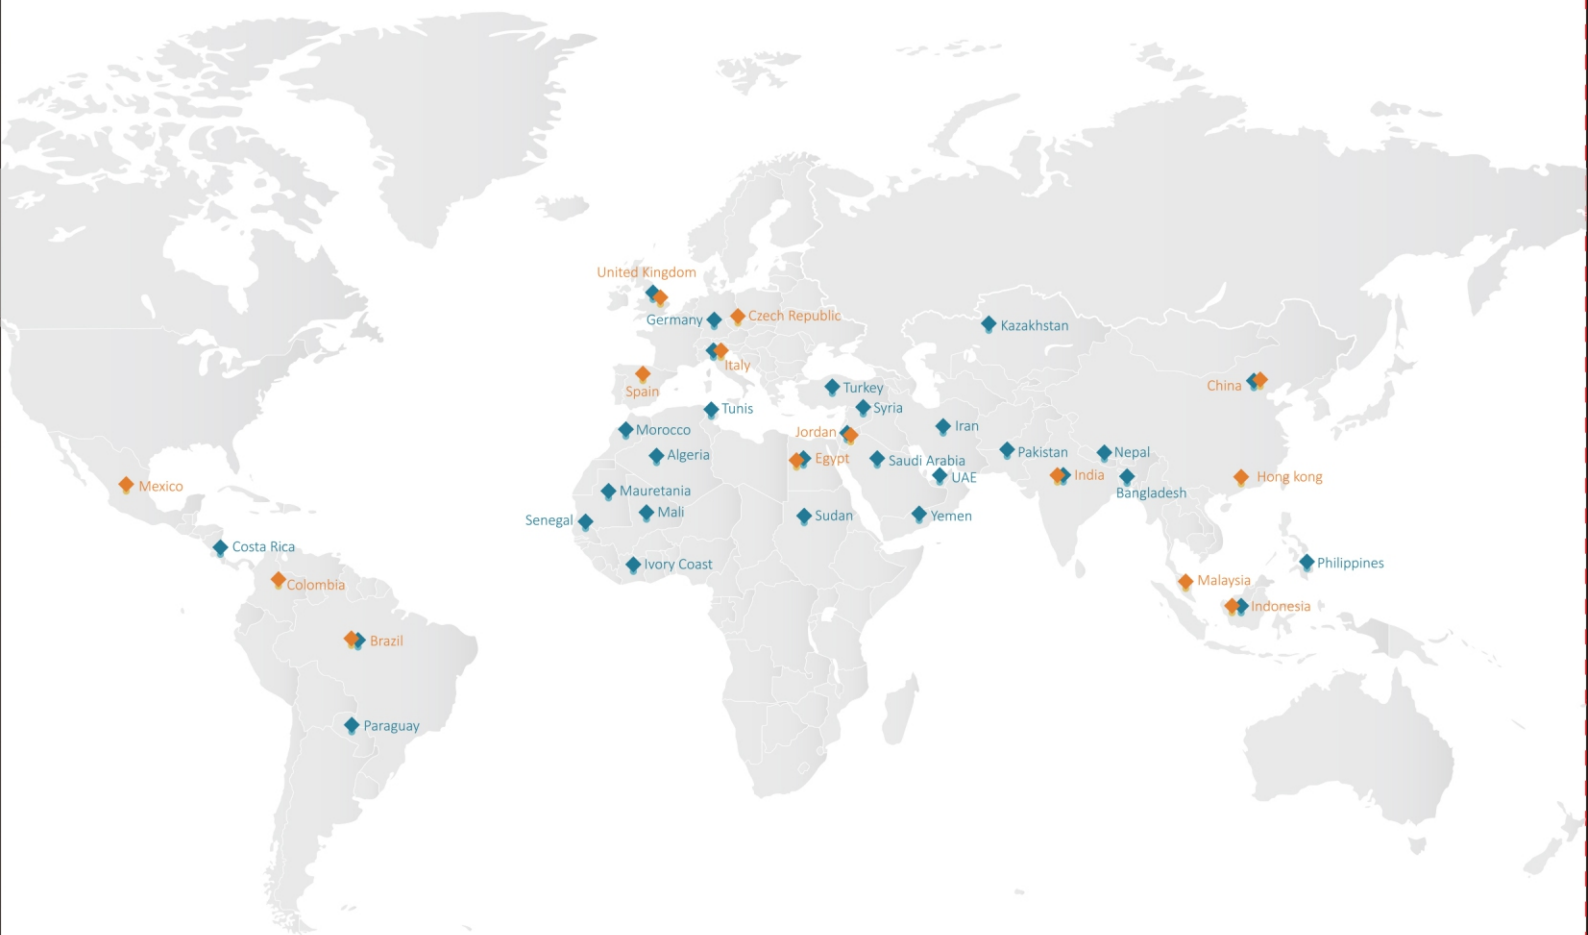 United Kingdom
Germany
Czech Republic
Kazakhstan
Italy
Spain
China
Turkey
Tunis
Syria
Morocco
Jordan
Iran
Algeria
Egypt
Saudi Arabia
Pakistan
Nepal
UAE
India
Bangladesh
Hong kong
Mexico
Mauretania
Mali
Senegal
Sudan
Yemen
Costa Rica
Ivory Coast
Philippines
Colombia
Malaysia
Indonesia
Brazil
Paraguay